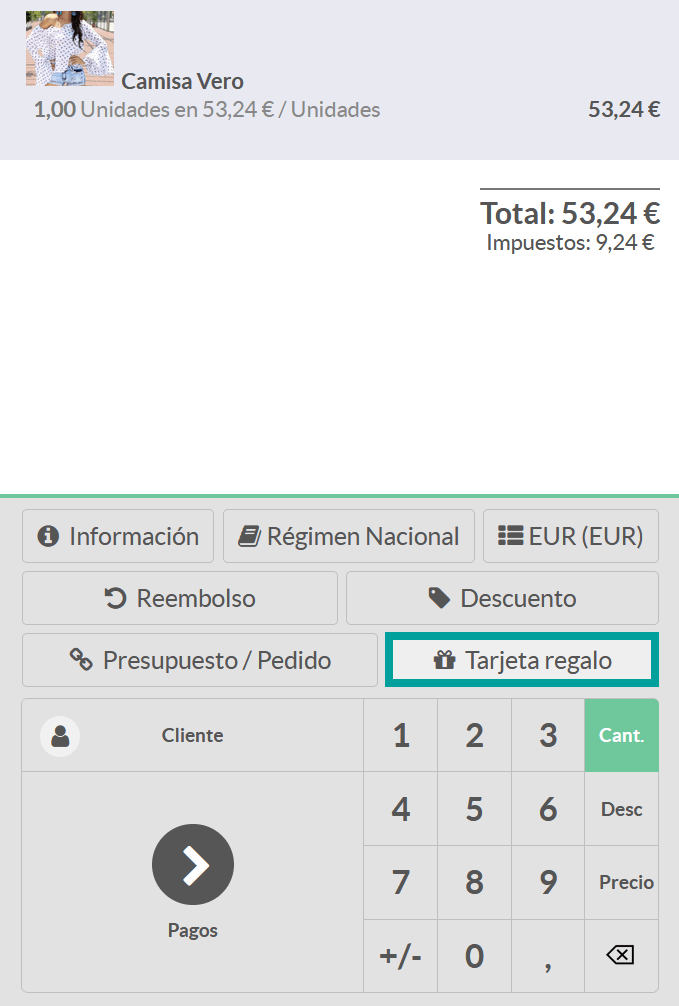 Camisa Vero
1,00 Unidades en 53,24 € / Unidades 53,24 €
Total: 53,24 €
Impuestos: 9,24 €
Información Régimen Nacional EUR (EUR)
Reembolso Descuento
Presupuesto / Pedido Tarjeta regalo
Cliente 1 2 3 Cant.
4 5 6 Desc
7 8 9 Precio
Pagos
+/- 0 ,